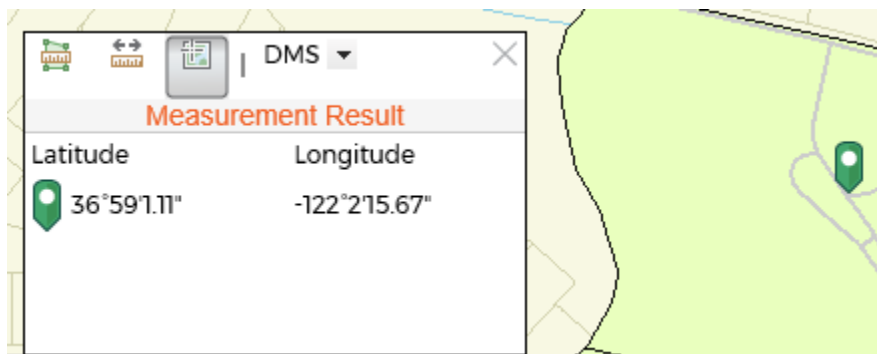 | DMS
Measurement Result
Latitude Longitude
36°59'1.11" -122°2'15.67"